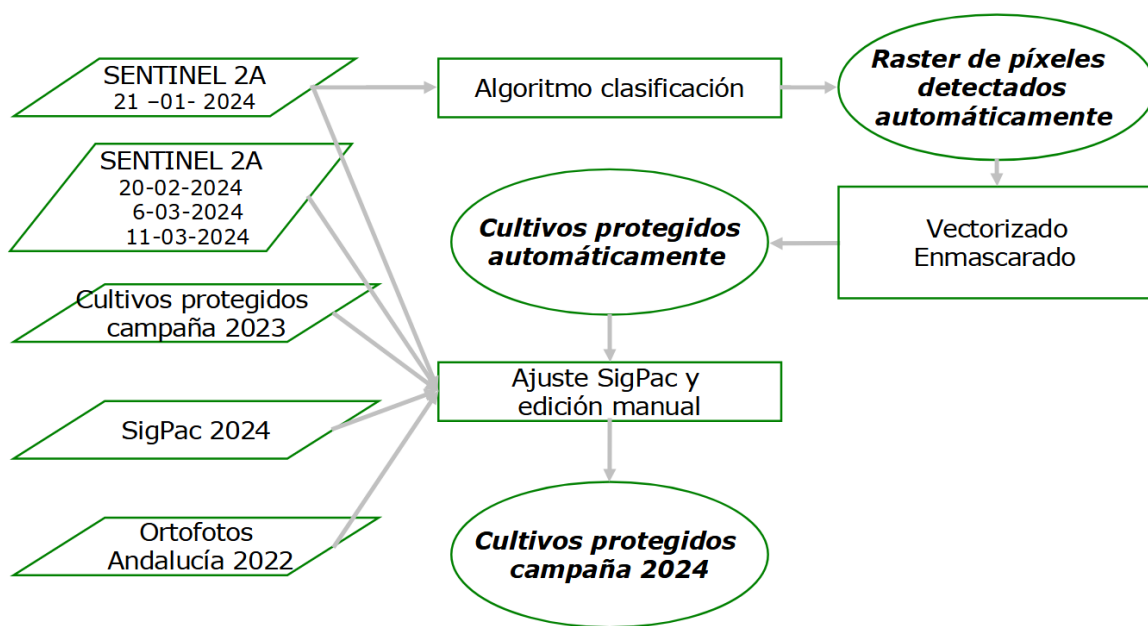 SENTINEL 2A
21 –01- 2024
Algoritmo clasificación
Raster de píxeles
detectados
automáticamente
SENTINEL 2A
20-02-2024
6-03-2024
11-03-2024
Cultivos protegidos
automáticamente
Vectorizado
Enmascarado
Cultivos protegidos
campaña 2023
Ajuste SigPac y
edición manual
SigPac 2024
Ortofotos
Andalucía 2022
Cultivos protegidos
campaña 2024